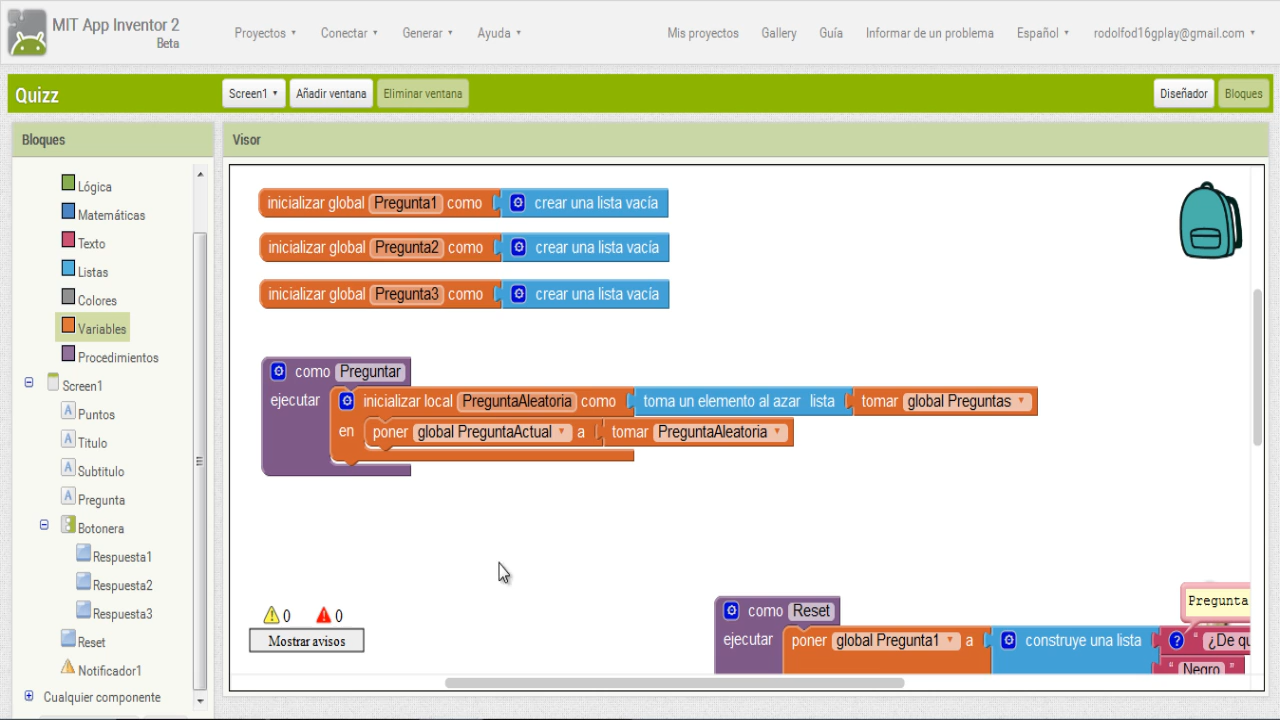 MIT App Inventor 2
Beta
Proyectos Conectar Generar Ayuda Mis proyectos Gallery Guía Informar de un problema Español rodolfod16gplay@gmail.com
Quizz Screen1 Añadir ventana Eliminar ventana Diseñador Bloques
Bloques
Visor
Lógica
Matemáticas
Texto
Listas
Colores
Variables
Procedimientos
Screen1
Puntos
Título
Subtitulo
Pregunta
Botonera
Respuesta1
Respuesta2
Respuesta3
Reset
Notificador1
Cualquier componente
inicializar global Pregunta1 como crear una lista vacía
inicializar global Pregunta2 como crear una lista vacía
inicializar global Pregunta3 como crear una lista vacía
como Preguntar
ejecutar inicializar local PreguntaAleatoria como toma un elemento al azar lista tomar global Preguntas
en poner global PreguntaActual a tomar PreguntaAleatoria
0 0
Mostrar avisos
como Reset
Pregunta
ejecutar poner global Pregunta1 a construye una lista ? " ¿De qu
" Negro "